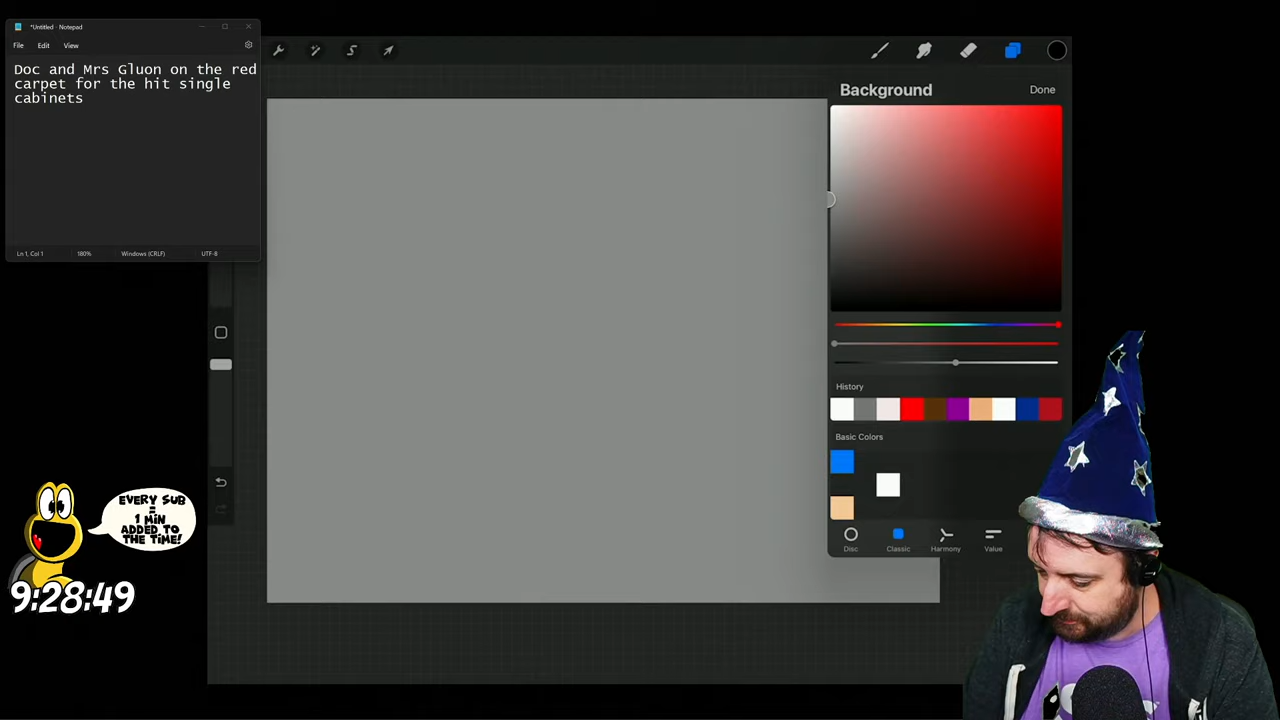 *Untitled - Notepad
File Edit View
Doc and Mrs Gluon on the red
carpet for the hit single
cabinets
Ln 1, Col 1 180% Windows (CRLF) UTF-8
Background Done
History
Basic Colors
Disc Classic Harmony Value
EVERY SUB
=
1 MIN
ADDED TO
THE TIME!
9:28:49